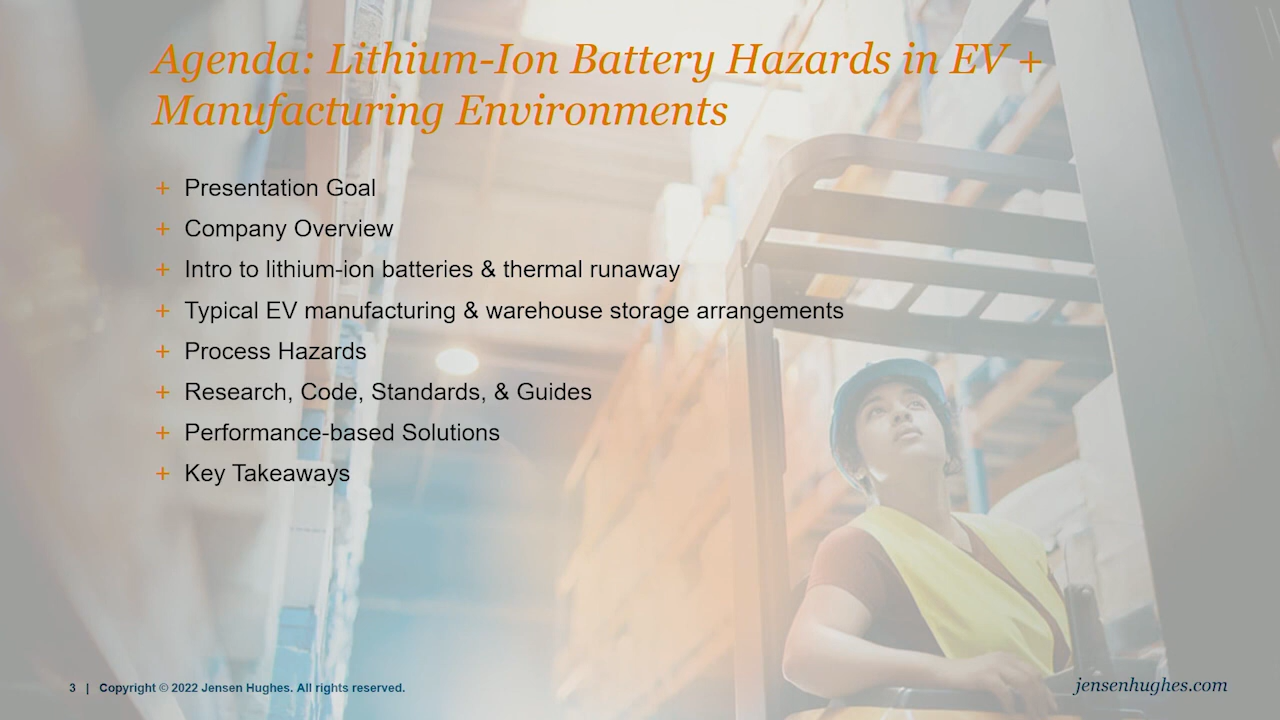 Agenda: Lithium-Ion Battery Hazards in EV +
Manufacturing Environments
+ Presentation Goal
+ Company Overview
+ Intro to lithium-ion batteries & thermal runaway
+ Typical EV manufacturing & warehouse storage arrangements
+ Process Hazards
+ Research, Code, Standards, & Guides
+ Performance-based Solutions
+ Key Takeaways
3 | Copyright © 2022 Jensen Hughes. All rights reserved.
jensenhughes.com